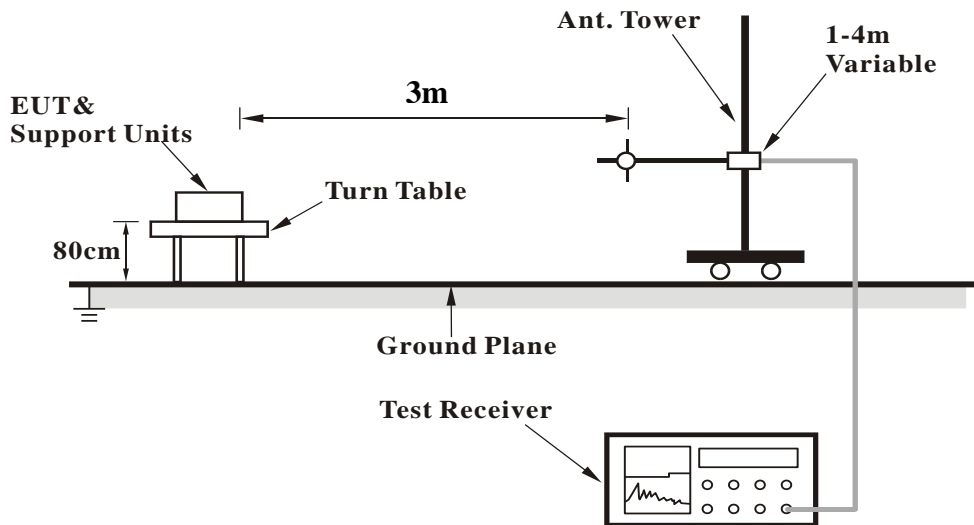 Ant. Tower
1-4m
Variable
3m
EUT&
Support Units
Turn Table
80cm
Ground Plane
Test Receiver